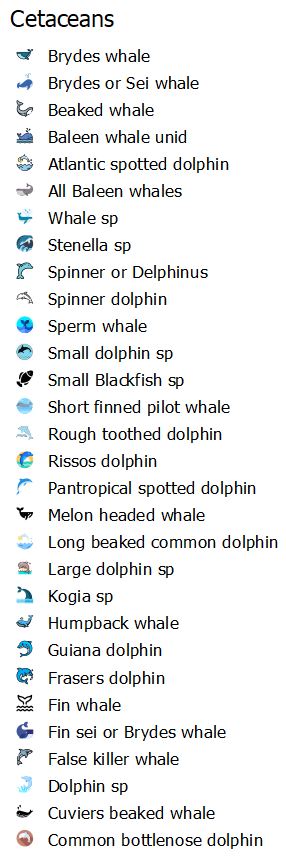 Cetaceans
Brydes whale
Brydes or Sei whale
Beaked whale
Baleen whale unid
Atlantic spotted dolphin
All Baleen whales
Whale sp
Stenella sp
Spinner or Delphinus
Spinner dolphin
Sperm whale
Small dolphin sp
Small Blackfish sp
Short finned pilot whale
Rough toothed dolphin
Rissos dolphin
Pantropical spotted dolphin
Melon headed whale
Long beaked common dolphin
Large dolphin sp
Kogia sp
Humpback whale
Guiana dolphin
Frasers dolphin
Fin whale
Fin sei or Brydes whale
False killer whale
Dolphin sp
Cuviers beaked whale
Common bottlenose dolphin